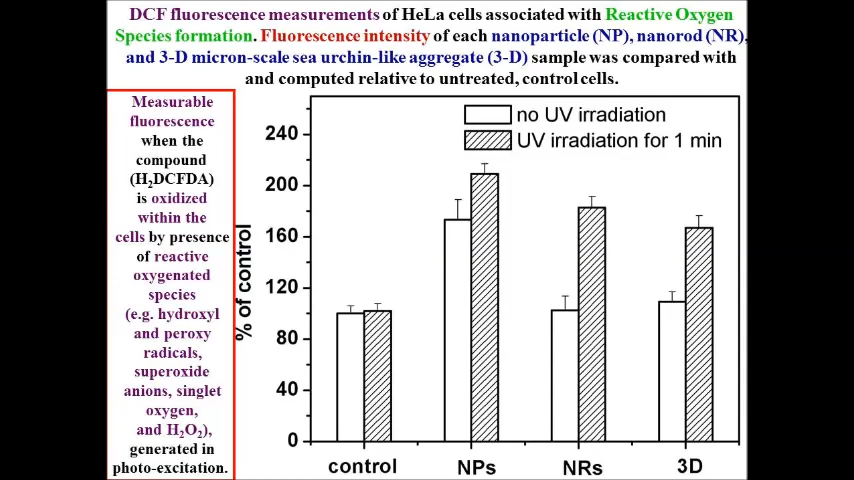 DCF fluorescence measurements of HeLa cells associated with Reactive Oxygen
Species formation. Fluorescence intensity of each nanoparticle (NP), nanorod (NR),
and 3-D micron-scale sea urchin-like aggregate (3-D) sample was compared with
and computed relative to untreated, control cells.
Measurable
fluorescence
when the
compound
(H₂DCFDA)
is oxidized
within the
cells by presence
of reactive
oxygenated
species
(e.g. hydroxyl
and peroxy
radicals,
superoxide
anions, singlet
oxygen,
and H₂O₂),
generated in
photo-excitation.
no UV irradiation
UV irradiation for 1 min
% of control
240
200
160
120
80
40
0
control NPs NRs 3D